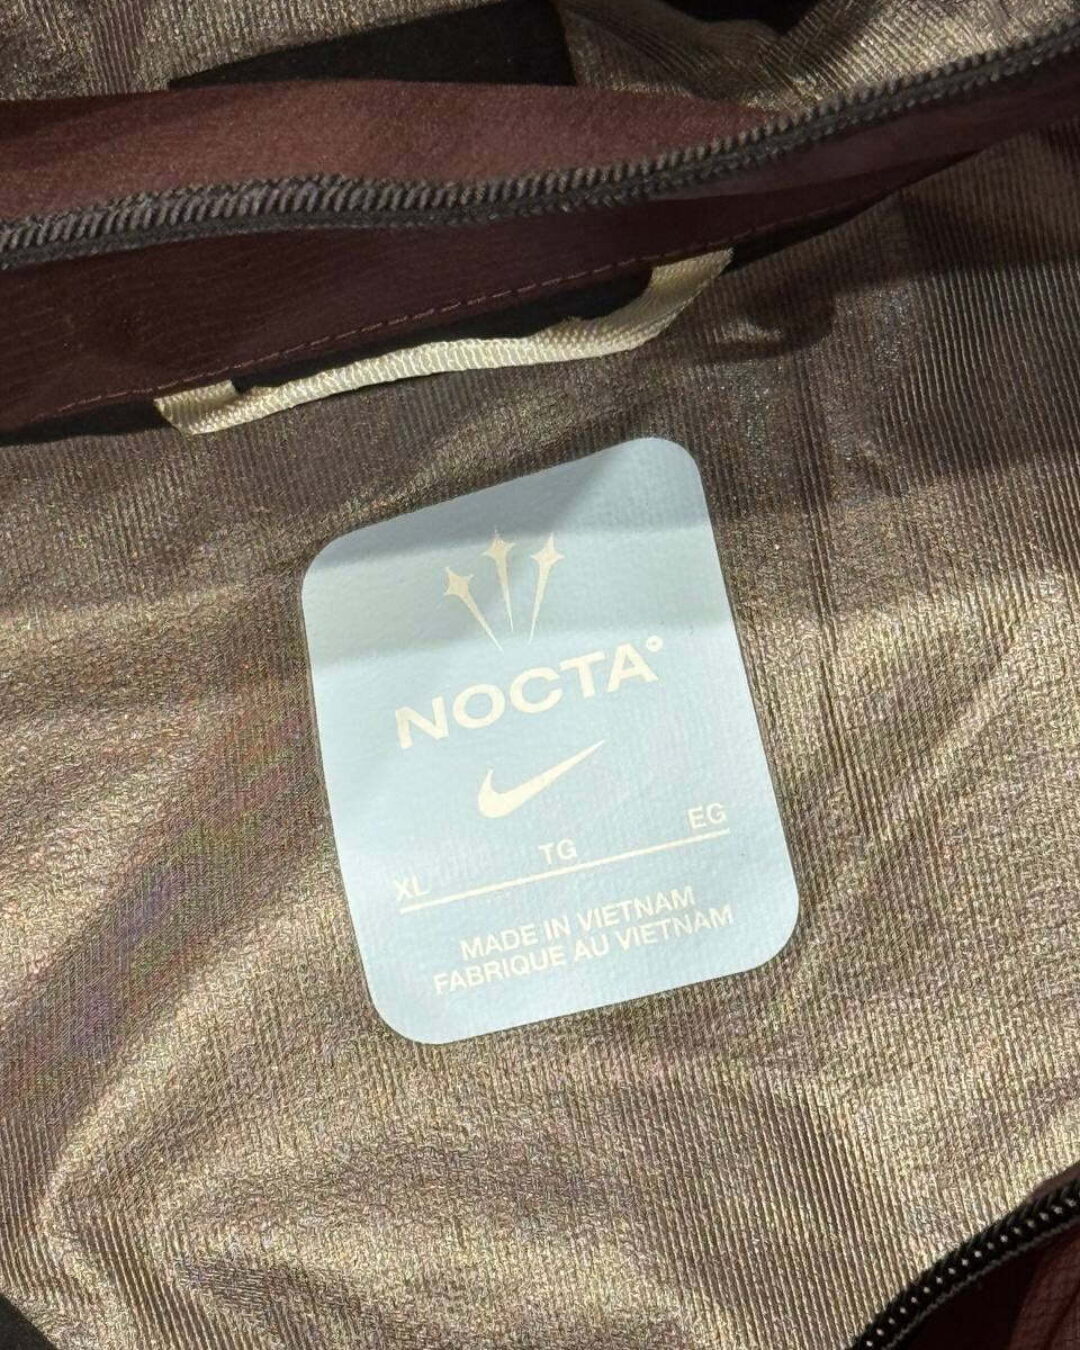 NOCTA°
XL TG EG
MADE IN VIETNAM
FABRIQUE AU VIETNAM